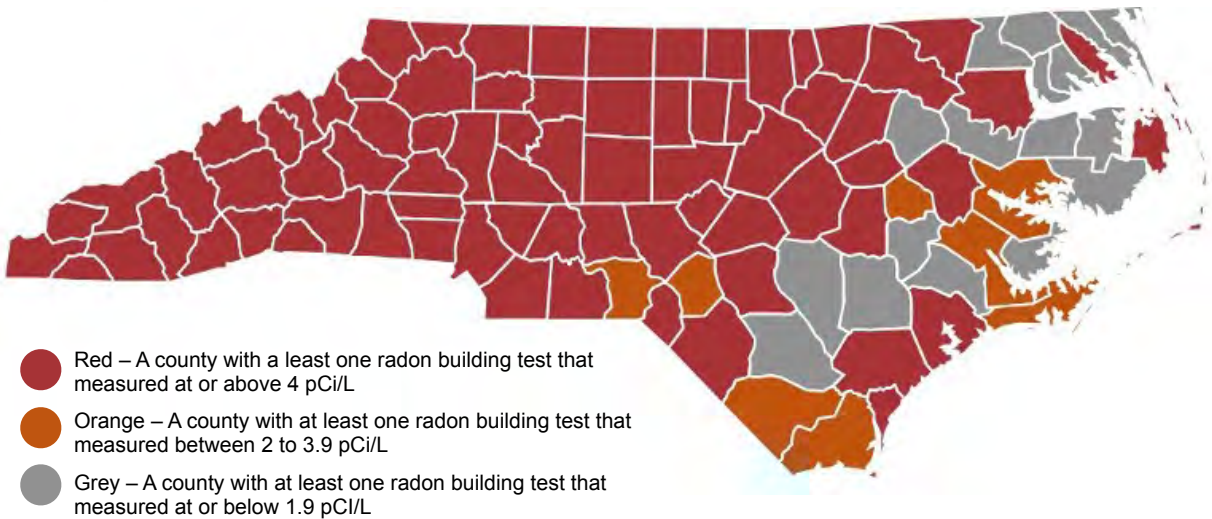 Red – A county with a least one radon building test that
measured at or above 4 pCi/L
Orange – A county with at least one radon building test that
measured between 2 to 3.9 pCi/L
Grey – A county with at least one radon building test that
measured at or below 1.9 pCI/L